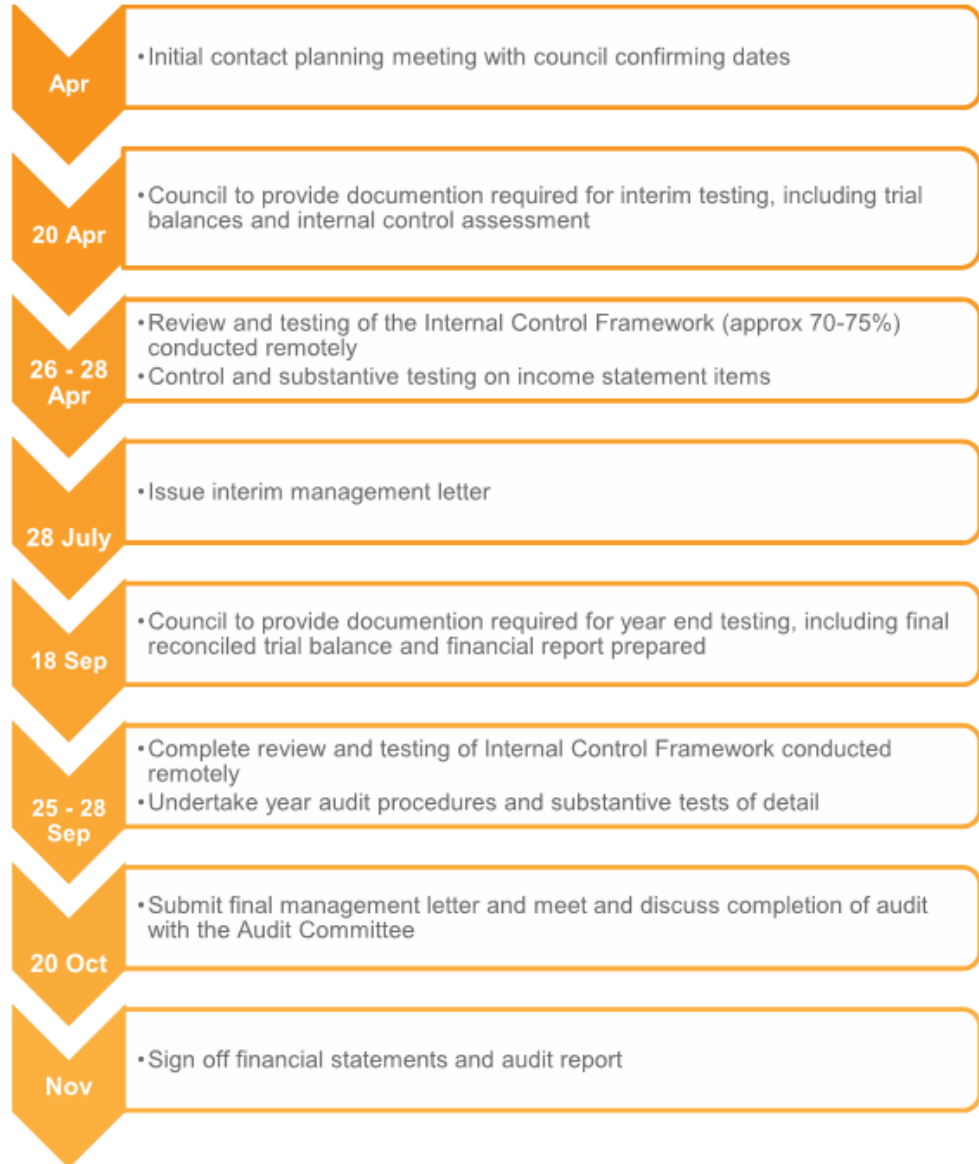 Apr
•Initial contact planning meeting with council confirming dates
20 Apr
•Council to provide documention required for interim testing, including trial
balances and internal control assessment
26 - 28
Apr
•Review and testing of the Internal Control Framework (approx 70-75%)
conducted remotely
•Control and substantive testing on income statement items
28 July
•Issue interim management letter
18 Sep
•Council to provide documention required for year end testing, including final
reconciled trial balance and financial report prepared
25 - 28
Sep
•Complete review and testing of Internal Control Framework conducted
remotely
•Undertake year audit procedures and substantive tests of detail
20 Oct
•Submit final management letter and meet and discuss completion of audit
with the Audit Committee
Nov
•Sign off financial statements and audit report